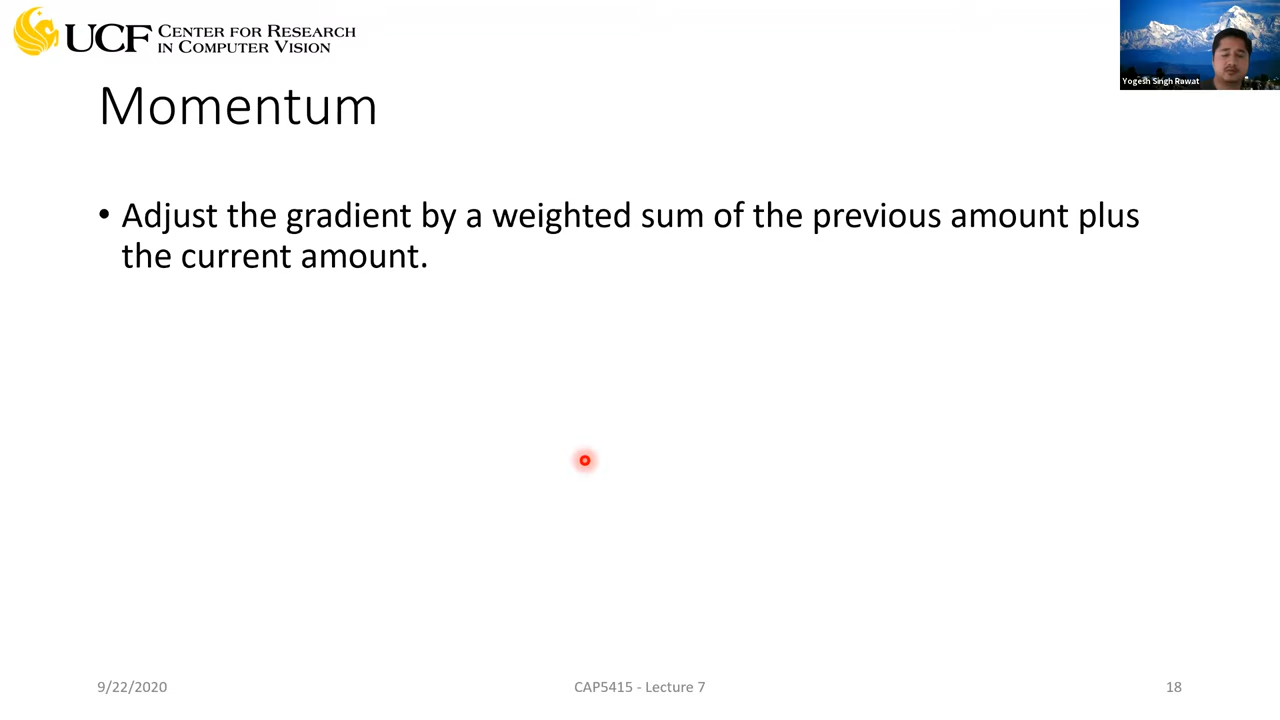 UCF CENTER FOR RESEARCH
IN COMPUTER VISION
Yogesh Singh Rawat
Momentum
• Adjust the gradient by a weighted sum of the previous amount plus
the current amount.
9/22/2020
CAP5415 - Lecture 7
18